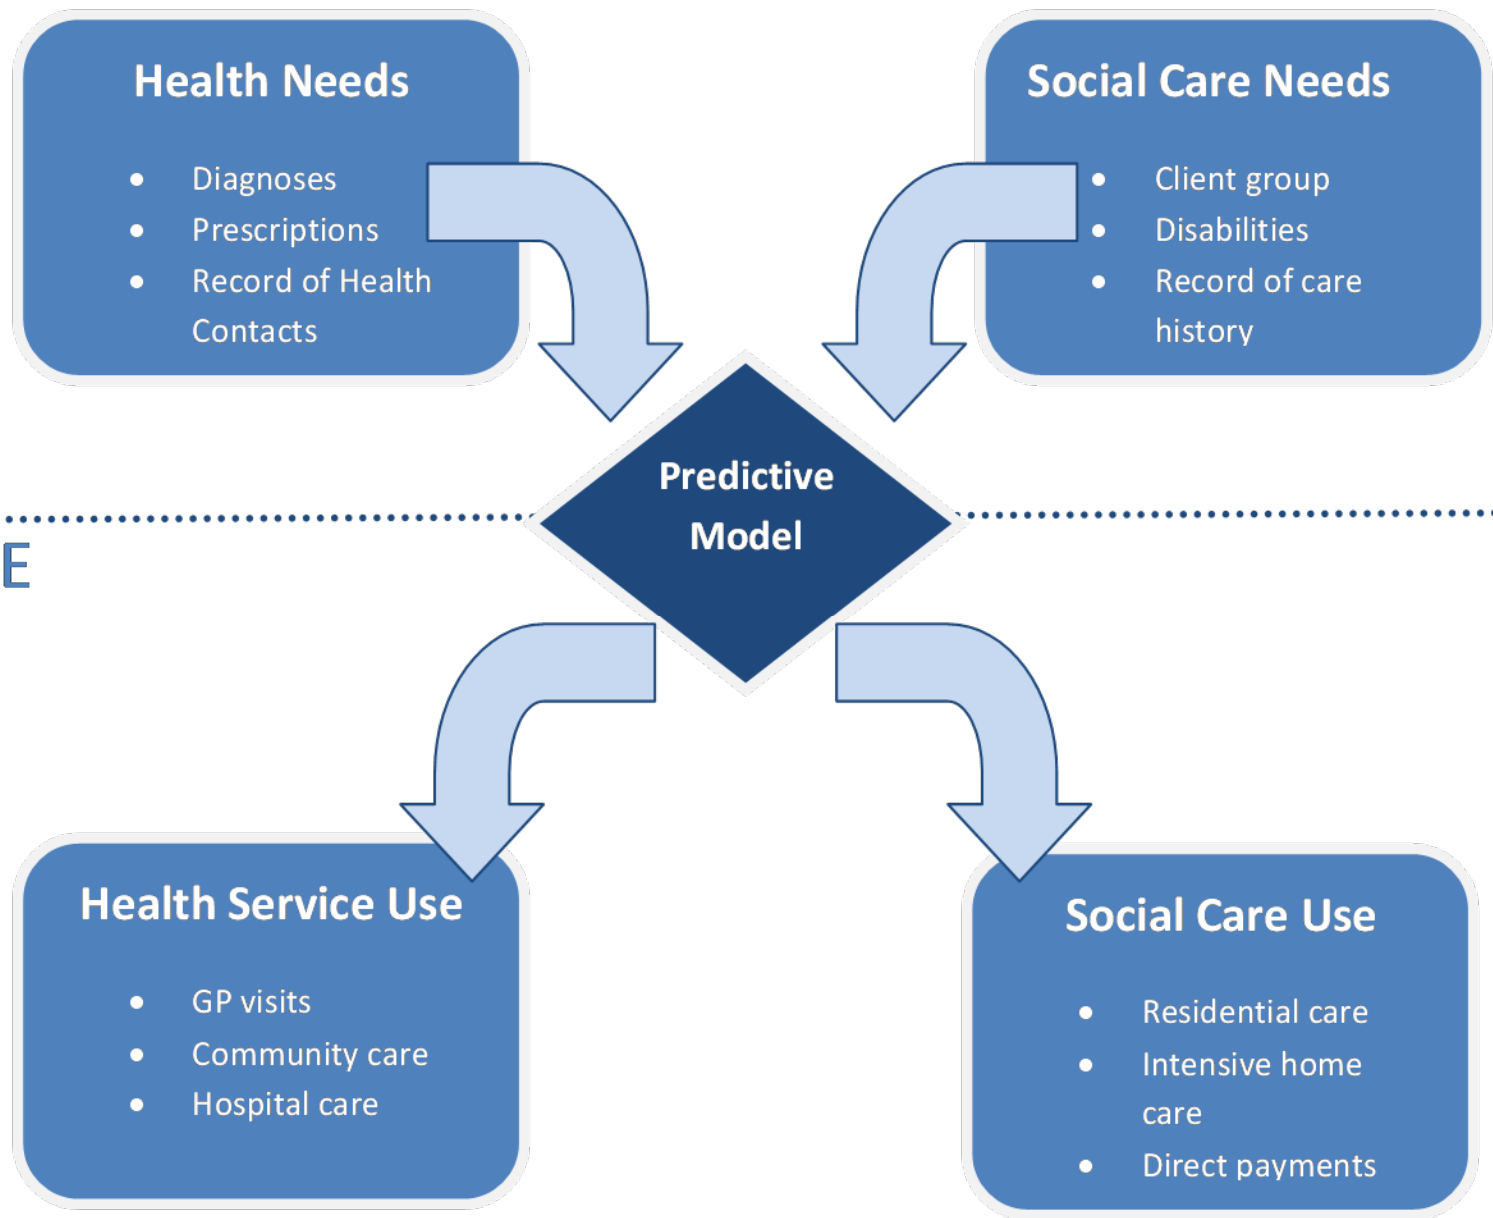 Health Needs
Diagnoses
Prescriptions
Record of Health
Contacts
Social Care Needs
Client group
Disabilities
Record of care
history
Predictive
Model
E
Health Service Use
GP visits
Community care
Hospital care
Social Care Use
Residential care
Intensive home
care
Direct payments